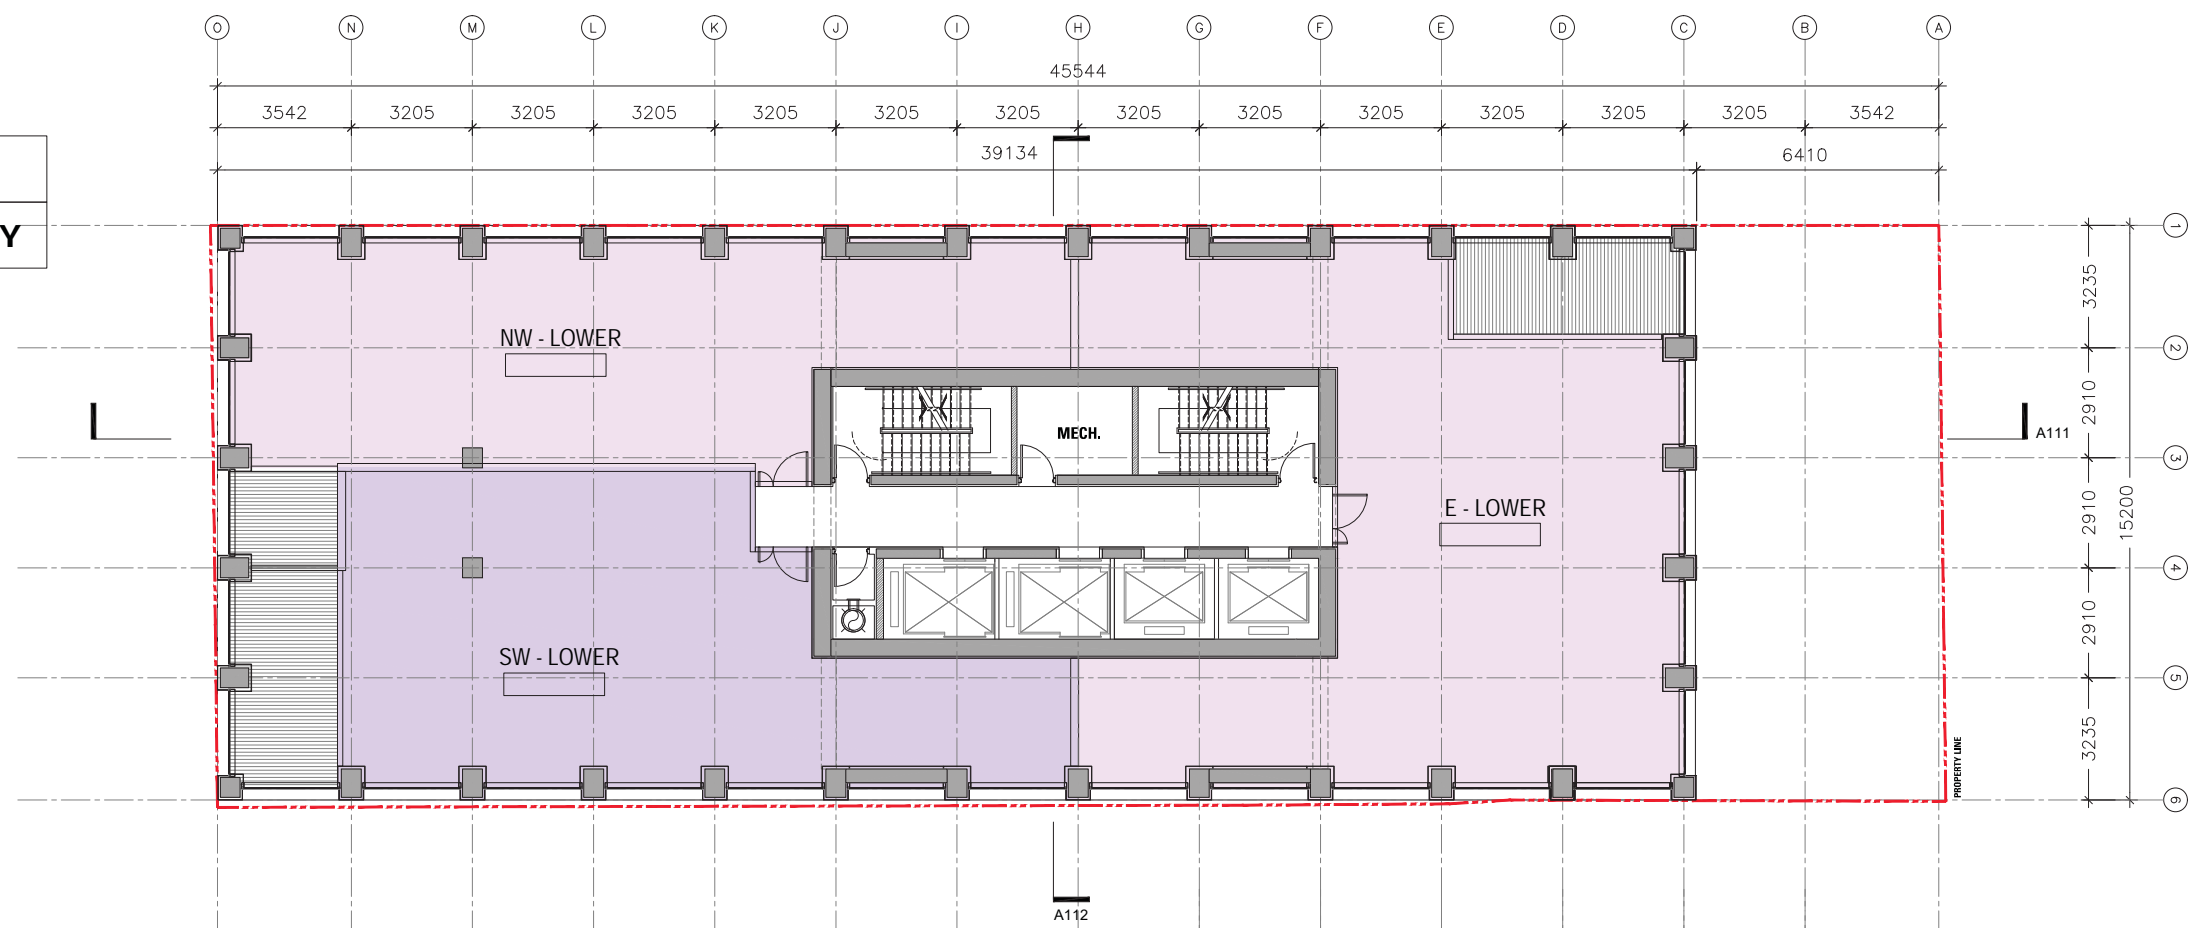 O N M L K J I H G F E D C B A
45544
3542 3205 3205 3205 3205 3205 3205 3205 3205 3205 3205 3205 3205 3542
39134 6410
Y
1
3235
NW - LOWER
2
2910
MECH.
A111
3
E - LOWER
2910
15200
4
2910
SW - LOWER
5
3235
PROPERTY LINE
6
A112